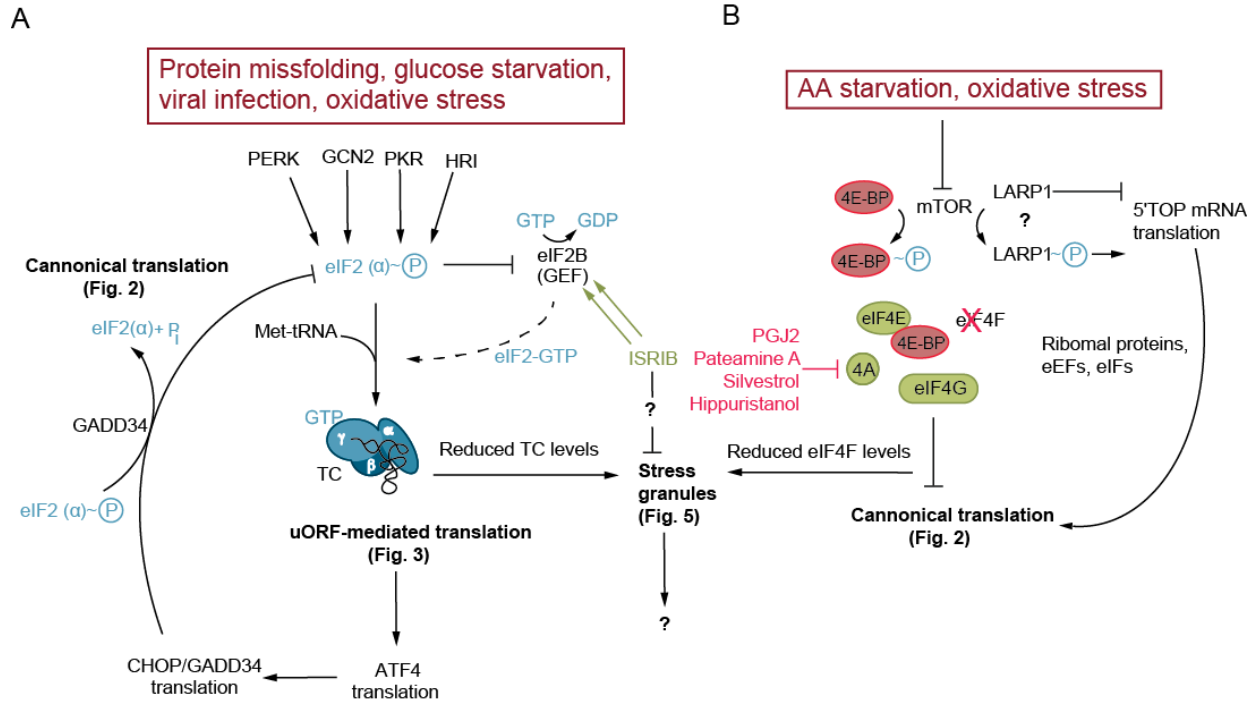 A
Protein missfolding, glucose starvation,
viral infection, oxidative stress
PERK
GCN2
PKR
HRI
GTP
GDP
eIF2B
(GEF)
Cannonical translation
(Fig. 2)
eIF2 (α)~P
eIF2(α)+ Pi
Met-tRNA
eIF2-GTP
ISRIB
?
GADD34
GTP
γ
α
β
TC
Reduced TC levels
eIF2 (α)~P
Stress
granules
(Fig. 5)
?
uORF-mediated translation
(Fig. 3)
CHOP/GADD34
translation
ATF4
translation
B
AA starvation, oxidative stress
4E-BP
mTOR
LARP1
?
5'TOP mRNA
translation
4E-BP ~P
LARP1~P
eIF4E
4E-BP
eIF4F
PGJ2
Pateamine A
Silvestrol
Hippuristanol
4A
eIF4G
Ribomal proteins,
eEFs, eIFs
Reduced eIF4F levels
Cannonical translation
(Fig. 2)